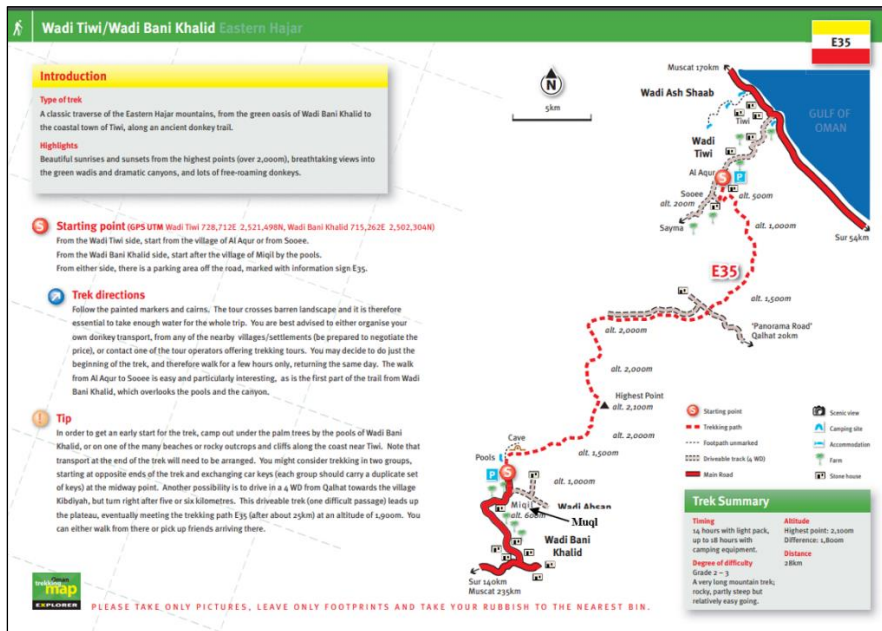 Wadi Tiwi/Wadi Bani Khalid Eastern Hajar
E35
Introduction
Type of trek
A classic traverse of the Eastern Hajar mountains, from the green oasis of Wadi Bani Khalid to
the coastal town of Tiwi, along an ancient donkey trail.
Highlights
Beautiful sunrises and sunsets from the highest points (over 2,000m), breathtaking views into
the green wadis and dramatic canyons, and lots of free-roaming donkeys.
S
Starting point (GPS UTM Wadi Tiwi 728,712E 2,521,498N, Wadi Bani Khalid 715,262E 2,502,304N)
From the Wadi Tiwi side, start from the village of Al Aqur or from Sooee.
From the Wadi Bani Khalid side, start after the village of Miqil by the pools.
From either side, there is a parking area off the road, marked with information sign E35.
Trek directions
Follow the painted markers and cairns. The tour crosses barren landscape and it is therefore
essential to take enough water for the whole trip. You are best advised to either organise your
own donkey transport, from any of the nearby villages/settlements (be prepared to negotiate the
price), or contact one of the tour operators offering trekking tours. You may decide to do just the
beginning of the trek, and therefore walk for a few hours only, returning the same day. The walk
from Al Aqur to Sooee is easy and particularly interesting, as is the first part of the trail from Wadi
Bani Khalid, which overlooks the pools and the canyon.
!
Tip
In order to get an early start for the trek, camp out under the palm trees by the pools of Wadi Bani
Khalid, or on one of the many beaches or rocky outcrops and cliffs along the coast near Tiwi. Note that
transport at the end of the trek will need to be arranged. You might consider trekking in two groups,
starting at opposite ends of the trek and exchanging car keys (each group should carry a duplicate set
of keys) at the midway point. Another possibility is to drive in a 4 WD from Qalhat towards the village
Kibdiyah, but turn right after five or six kilometres. This driveable trek (one difficult passage) leads up
the plateau, eventually meeting the trekking path E35 (after about 25km) at an altitude of 1,900m. You
can either walk from there or pick up friends arriving there.
N
5km
Muscat 170km
Wadi Ash Shaab
GULF OF
OMAN
Tiwi
Wadi
Tiwi
Al Aqur
S
P
Sooee
alt. 200m
alt. 500m
Sayma
alt. 1,000m
Sur 54km
E35
alt. 1,500m
alt. 2,000m
'Panorama Road'
Qalhat 20km
alt. 2,000m
Highest Point
alt. 2,100m
alt. 2,000m
Cave
alt. 1,500m
Pools
P
S
alt. 1,000m
Miqil
Wadi Ahsan
alt. 600m
Muql
Wadi Bani
Khalid
Sur 140km
Muscat 235km
S
Starting point
Trekking path
Footpath unmarked
Driveable track (4 WD)
Main Road
Scenic view
Camping site
Accommodation
Farm
Stone house
Trek Summary
Timing
14 hours with light pack,
up to 18 hours with
camping equipment.
Degree of difficulty
Grade 2 – 3
A very long mountain trek;
rocky, partly steep but
relatively easy going.
Altitude
Highest point: 2,100m
Difference: 1,800m
Distance
28km
Oman
trekking
map
EXPLORER
PLEASE TAKE ONLY PICTURES, LEAVE ONLY FOOTPRINTS AND TAKE YOUR RUBBISH TO THE NEAREST BIN.